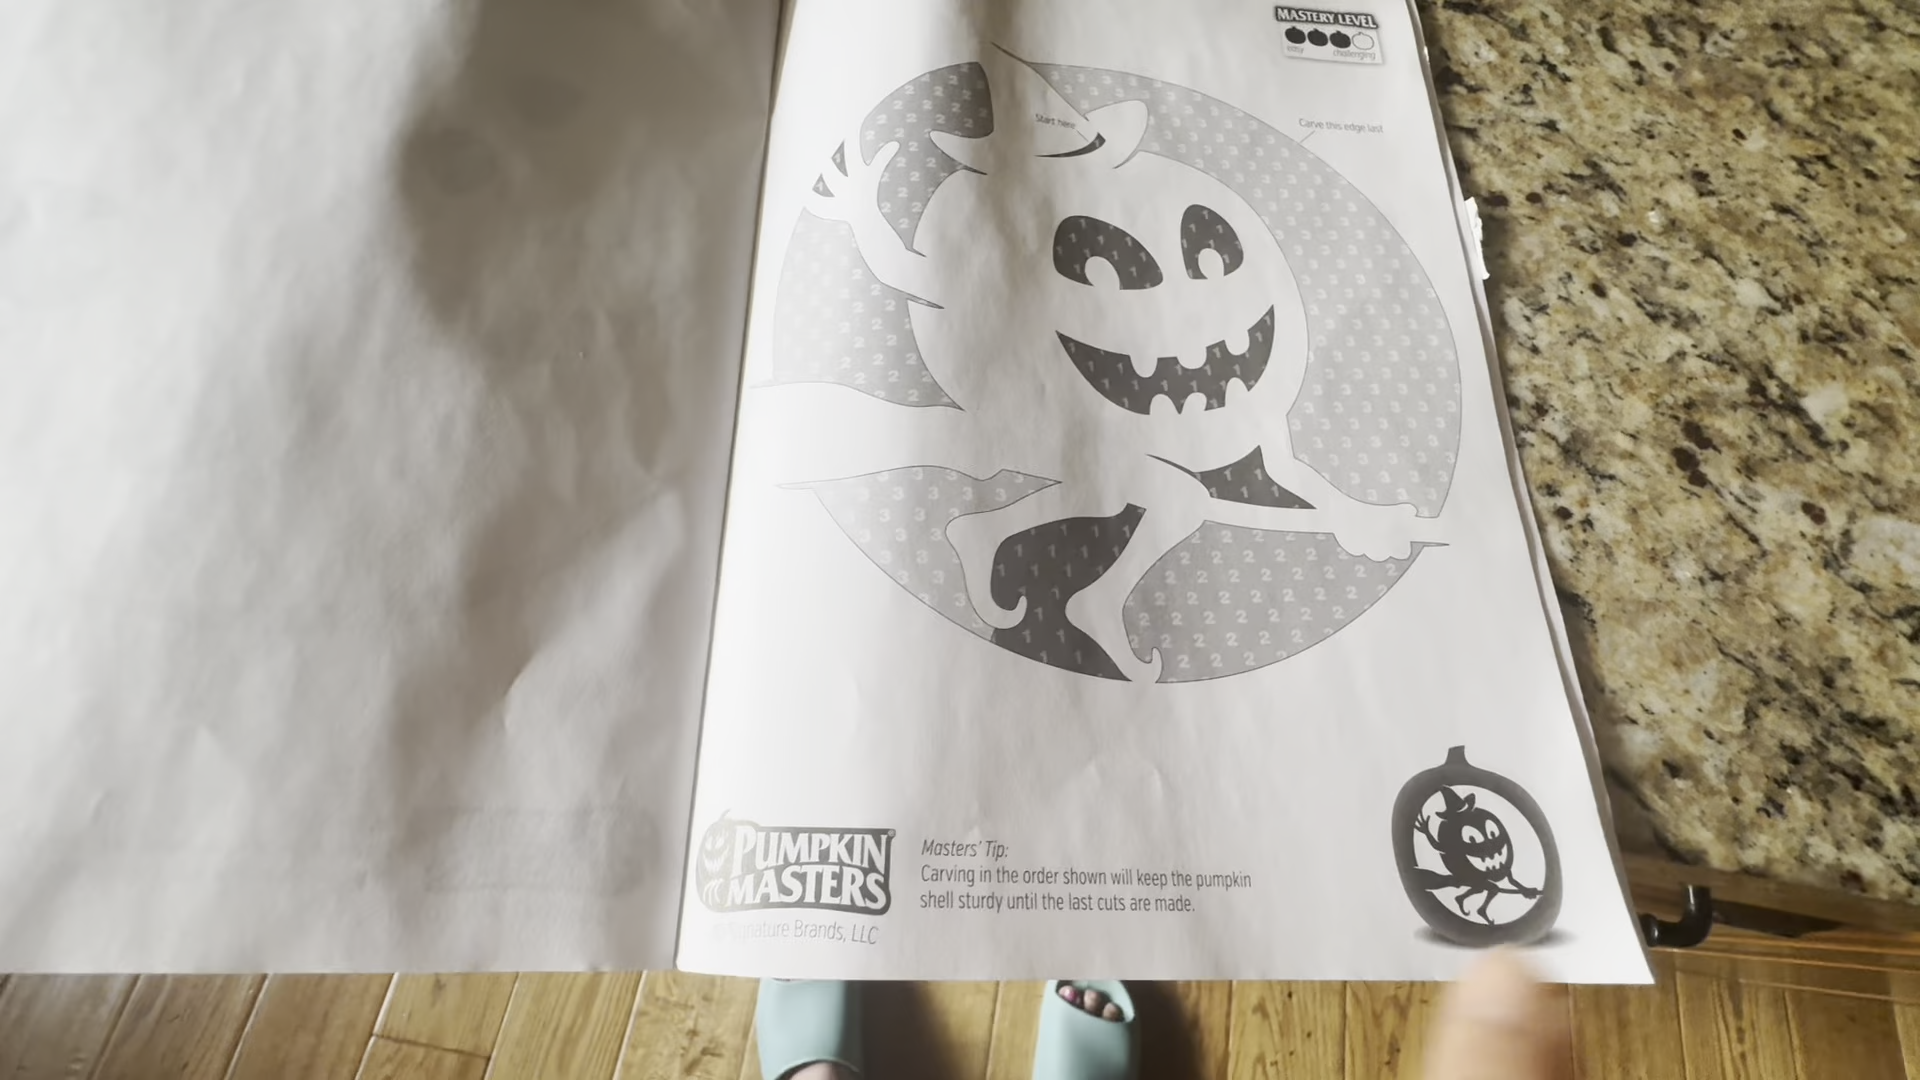 MASTERY LEVEL
easy
challenging
Start here
Carve this edge last
PUMPKIN
MASTERS
®
Masters' Tip:
Carving in the order shown will keep the pumpkin
shell sturdy until the last cuts are made.
Signature Brands, LLC